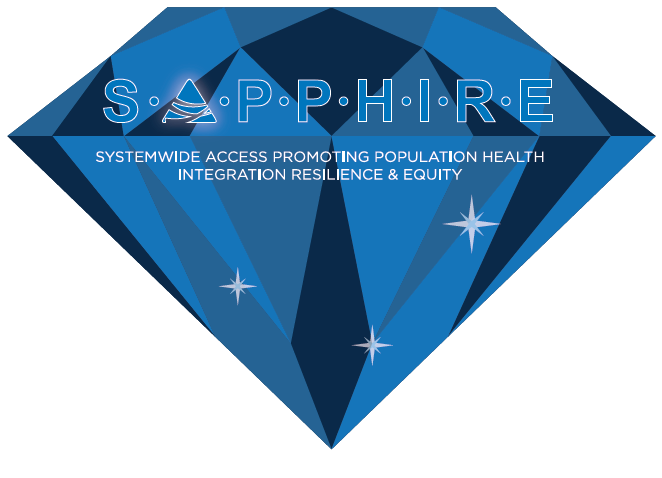 S·A·P·P·H·I·R·E
SYSTEMWIDE ACCESS PROMOTING POPULATION HEALTH
INTEGRATION RESILIENCE & EQUITY